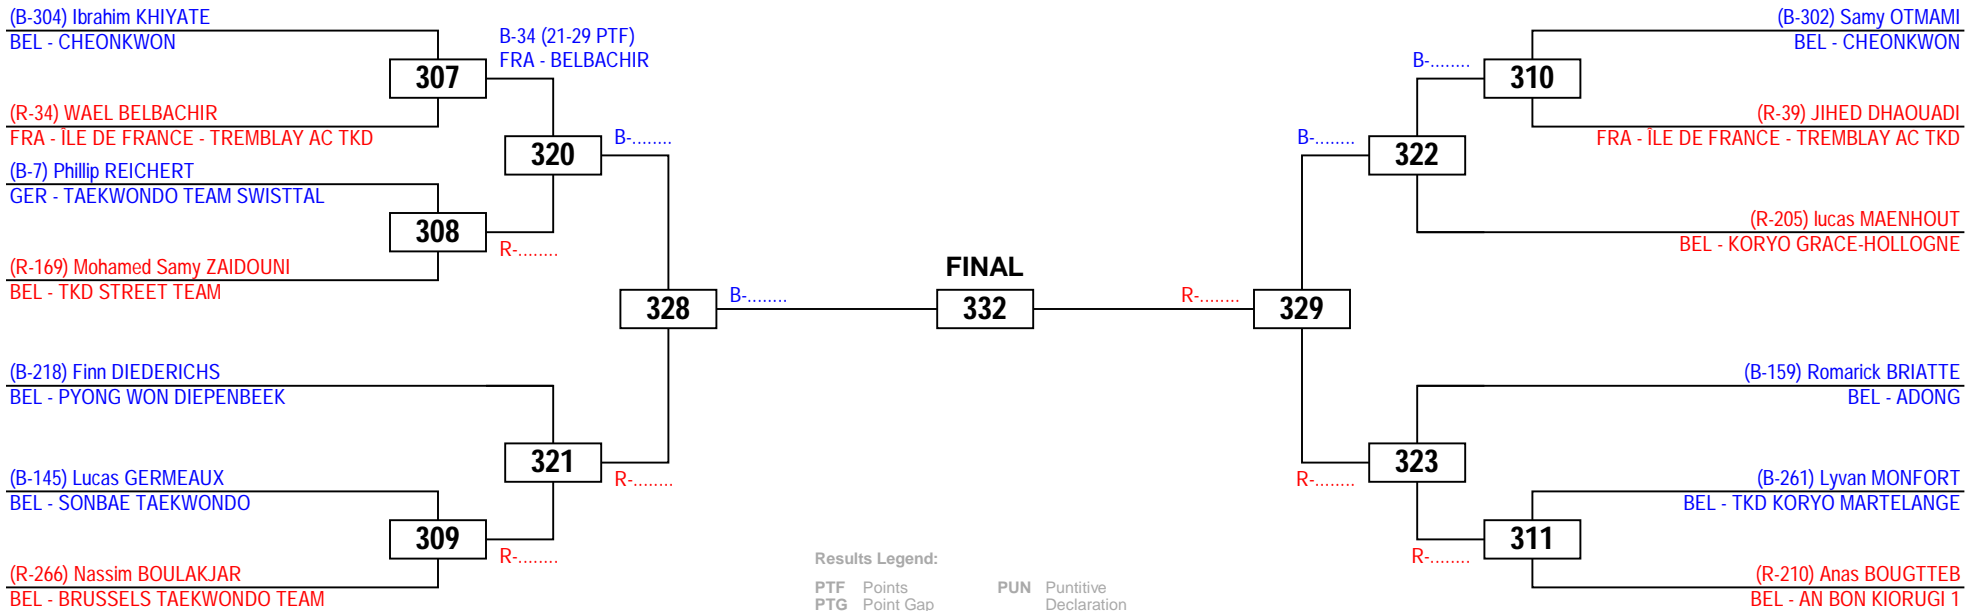 (B-304) Ibrahim KHIYATE
BEL - CHEONKWON
307
B-34 (21-29 PTF)
FRA - BELBACHIR
(R-34) WAEL BELBACHIR
FRA - ÎLE DE FRANCE - TREMBLAY AC TKD
320
B-........
(B-7) Phillip REICHERT
GER - TAEKWONDO TEAM SWISTTAL
308
R-........
(R-169) Mohamed Samy ZAIDOUNI
BEL - TKD STREET TEAM
328
B-........
(B-218) Finn DIEDERICHS
BEL - PYONG WON DIEPENBEEK
321
R-........
(B-145) Lucas GERMEAUX
BEL - SONBAE TAEKWONDO
309
R-........
(R-266) Nassim BOULAKJAR
BEL - BRUSSELS TAEKWONDO TEAM
FINAL
332
(B-302) Samy OTMAMI
BEL - CHEONKWON
B-........
310
(R-39) JIHED DHAOUADI
FRA - ÎLE DE FRANCE - TREMBLAY AC TKD
B-........
322
(R-205) lucas MAENHOUT
BEL - KORYO GRACE-HOLLOGNE
R-........
329
(B-159) Romarick BRIATTE
BEL - ADONG
R-........
323
(B-261) Lyvan MONFORT
BEL - TKD KORYO MARTELANGE
R-........
311
(R-210) Anas BOUGTTEB
BEL - AN BON KIORUGI 1
Results Legend:
PTF Points PUN Puntitive
PTG Point Gap Declaration